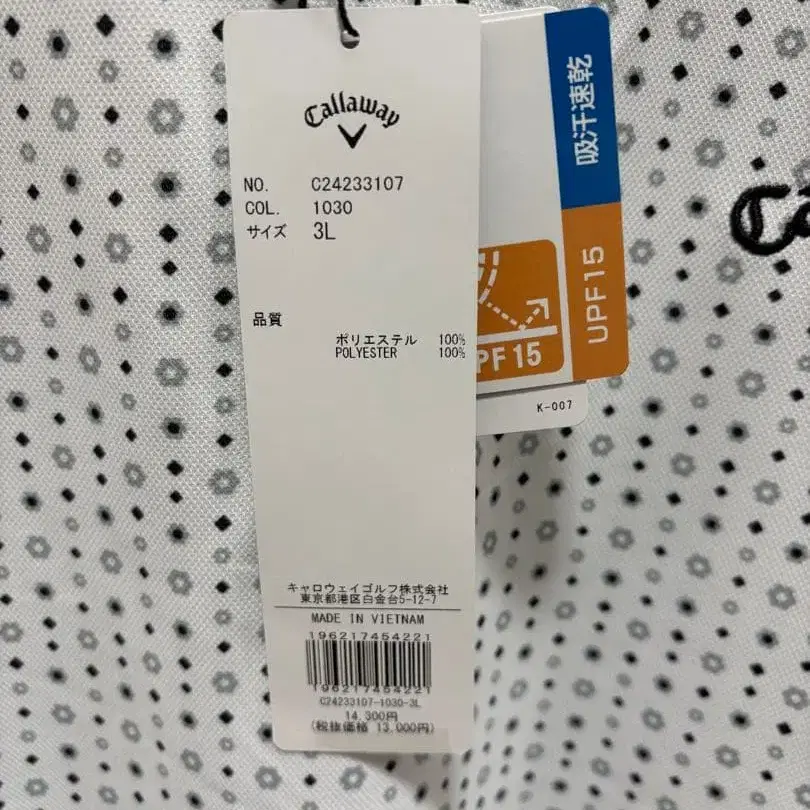 Callaway
NO. C24233107
COL. 1030
サイズ 3L
品質
ポリエステル 100%
POLYESTER 100%
キャロウェイゴルフ株式会社
東京都港区白金台5-12-7
MADE IN VIETNAM
196217454221
196217454221
C24233107-1030-3L
14,300円
(税抜価格 13,000円)
吸汗速乾
UPF15
PF15
K-007
Ca